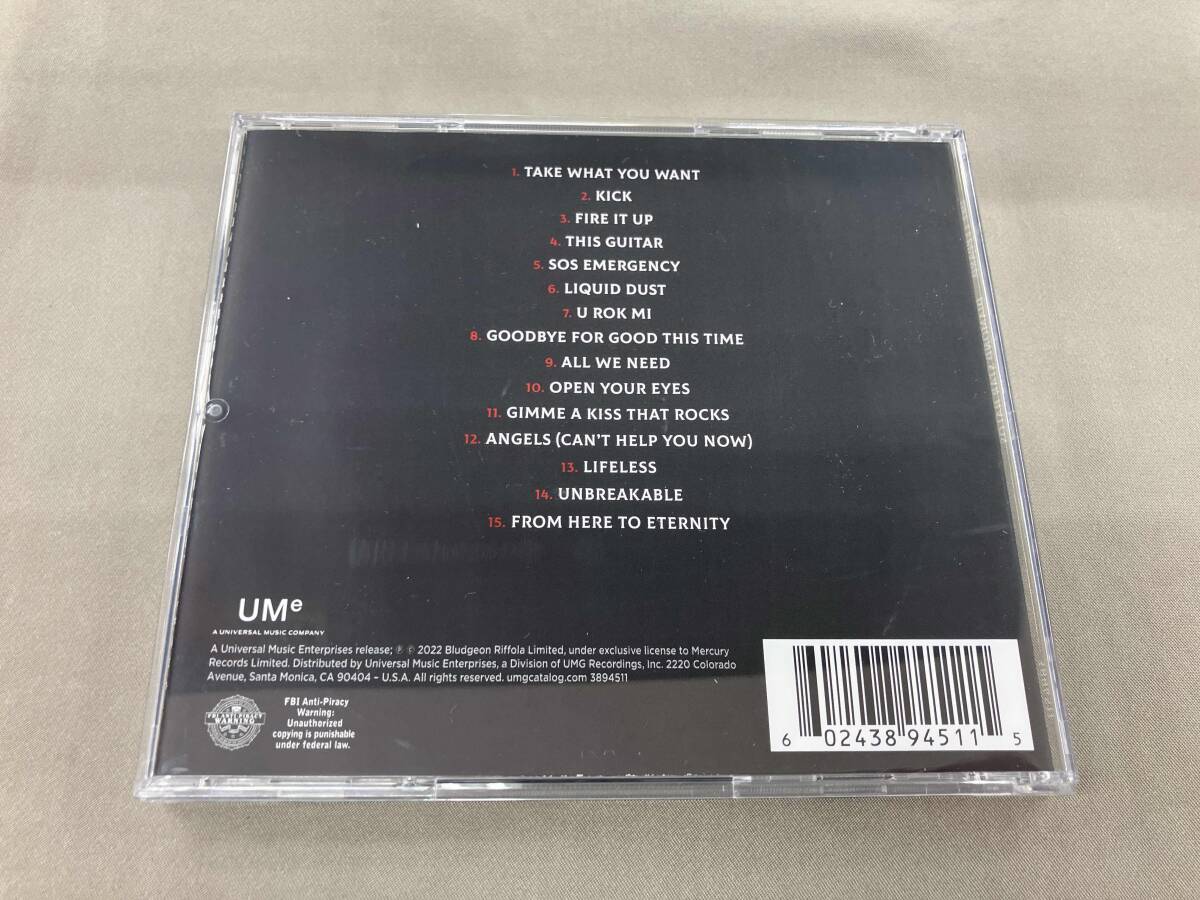 1. TAKE WHAT YOU WANT
2. KICK
3. FIRE IT UP
4. THIS GUITAR
5. SOS EMERGENCY
6. LIQUID DUST
7. U ROK MI
8. GOODBYE FOR GOOD THIS TIME
9. ALL WE NEED
10. OPEN YOUR EYES
11. GIMME A KISS THAT ROCKS
12. ANGELS (CAN'T HELP YOU NOW)
13. LIFELESS
14. UNBREAKABLE
15. FROM HERE TO ETERNITY
UMe
A UNIVERSAL MUSIC COMPANY
A Universal Music Enterprises release; ℗ © 2022 Bludgeon Riffola Limited, under exclusive license to Mercury
Records Limited. Distributed by Universal Music Enterprises, a Division of UMG Recordings, Inc. 2220 Colorado
Avenue, Santa Monica, CA 90404 – U.S.A. All rights reserved. umgcatalog.com 3894511
FBI ANTI-PIRACY
WARNING
FBI Anti-Piracy
Warning:
Unauthorized
copying is punishable
under federal law.
6 02438 94511 5